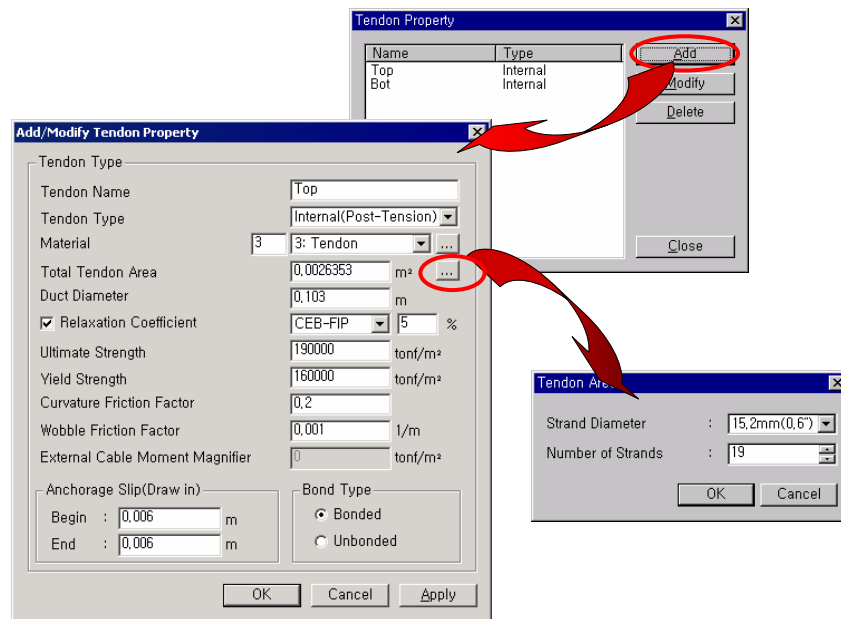 Tendon Property
Name Type
Top Internal
Bot Internal
Add
Modify
Delete
Close
Add/Modify Tendon Property
Tendon Type
Tendon Name Top
Tendon Type Internal(Post-Tension)
Material 3 3: Tendon ...
Total Tendon Area 0,0026353 m² ...
Duct Diameter 0,103 m
Relaxation Coefficient CEB-FIP 5 %
Ultimate Strength 190000 tonf/m²
Yield Strength 160000 tonf/m²
Curvature Friction Factor 0,2
Wobble Friction Factor 0,001 1/m
External Cable Moment Magnifier 0 tonf/m²
Anchorage Slip(Draw in)
Begin : 0,006 m
End : 0,006 m
Bond Type
Bonded
Unbonded
OK Cancel Apply
Tendon
Strand Diameter : 15,2mm(0,6")
Number of Strands : 19
OK Cancel